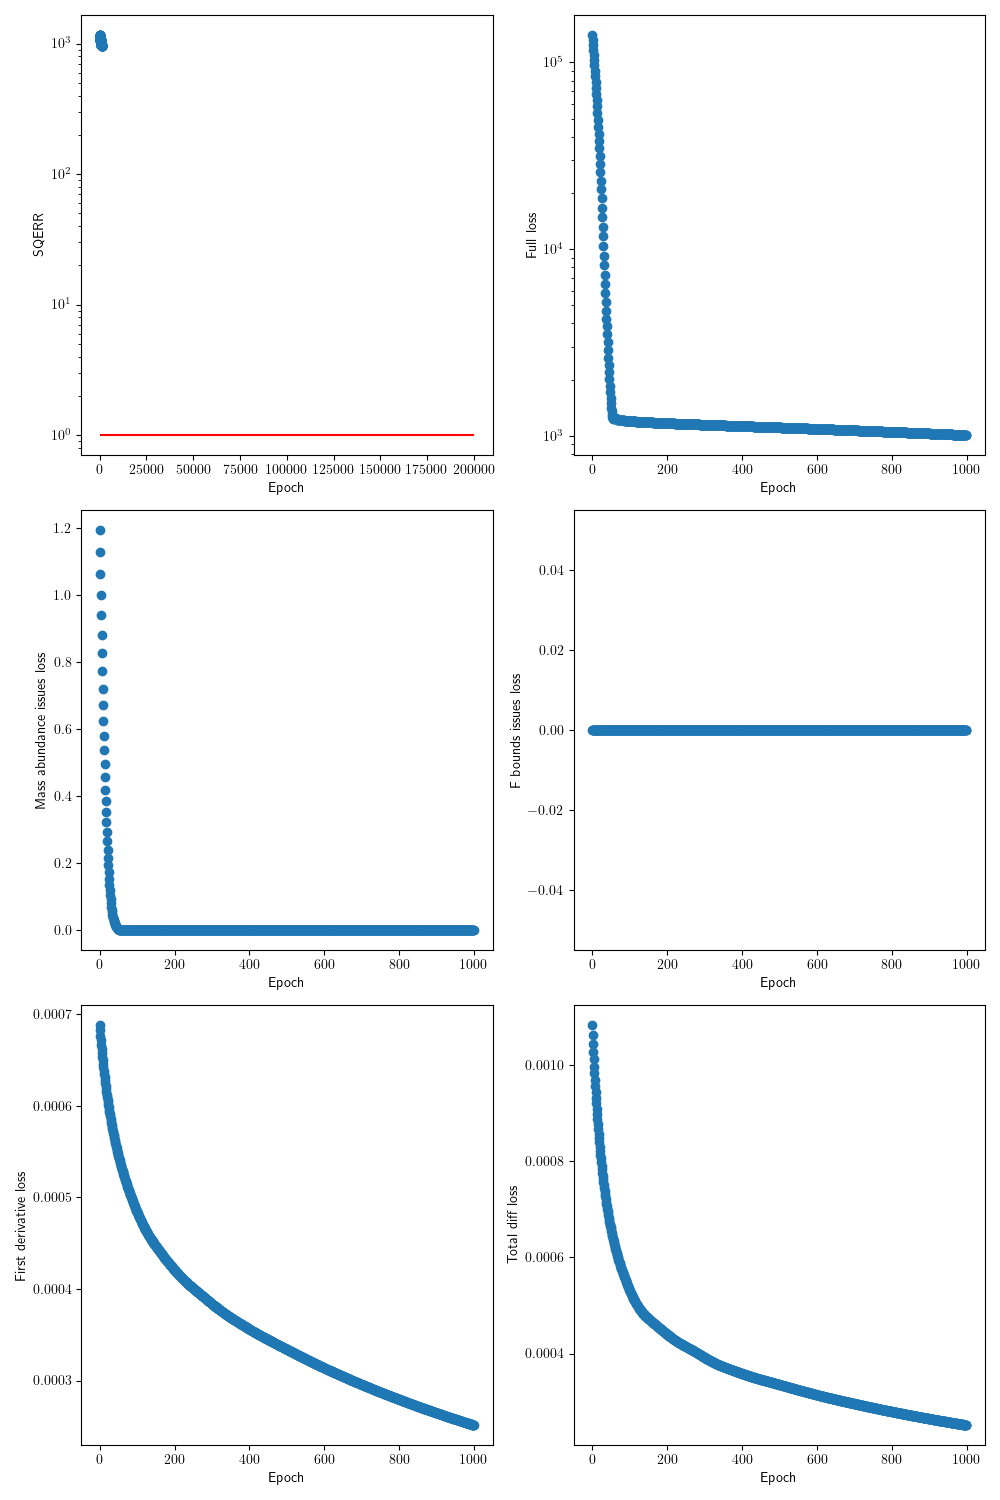 SQERR
10³
10²
10¹
10⁰
0 25000 50000 75000 100000 125000 150000 175000 200000
Epoch
Full loss
10⁵
10⁴
10³
0 200 400 600 800 1000
Epoch
Mass abundance issues loss
1.2
1.0
0.8
0.6
0.4
0.2
0.0
0 200 400 600 800 1000
Epoch
F bounds issues loss
0.04
0.02
0.00
−0.02
−0.04
0 200 400 600 800 1000
Epoch
First derivative loss
0.0007
0.0006
0.0005
0.0004
0.0003
0 200 400 600 800 1000
Epoch
Total diff loss
0.0010
0.0008
0.0006
0.0004
0 200 400 600 800 1000
Epoch